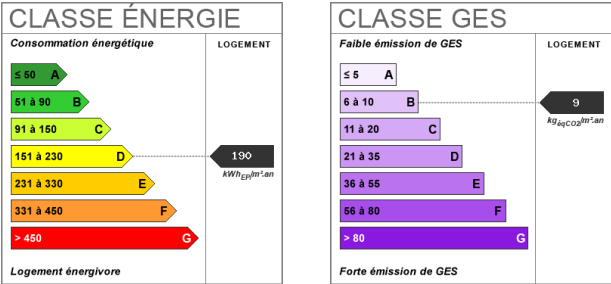 CLASSE ÉNERGIE
Consommation énergétique
LOGEMENT
≤ 50 A
51 à 90 B
91 à 150 C
151 à 230 D
190
kWhEP/m².an
231 à 330 E
331 à 450 F
> 450 G
Logement énergivore
CLASSE GES
Faible émission de GES
LOGEMENT
≤ 5 A
6 à 10 B
9
kgéqCO2/m².an
11 à 20 C
21 à 35 D
36 à 55 E
56 à 80 F
> 80 G
Forte émission de GES